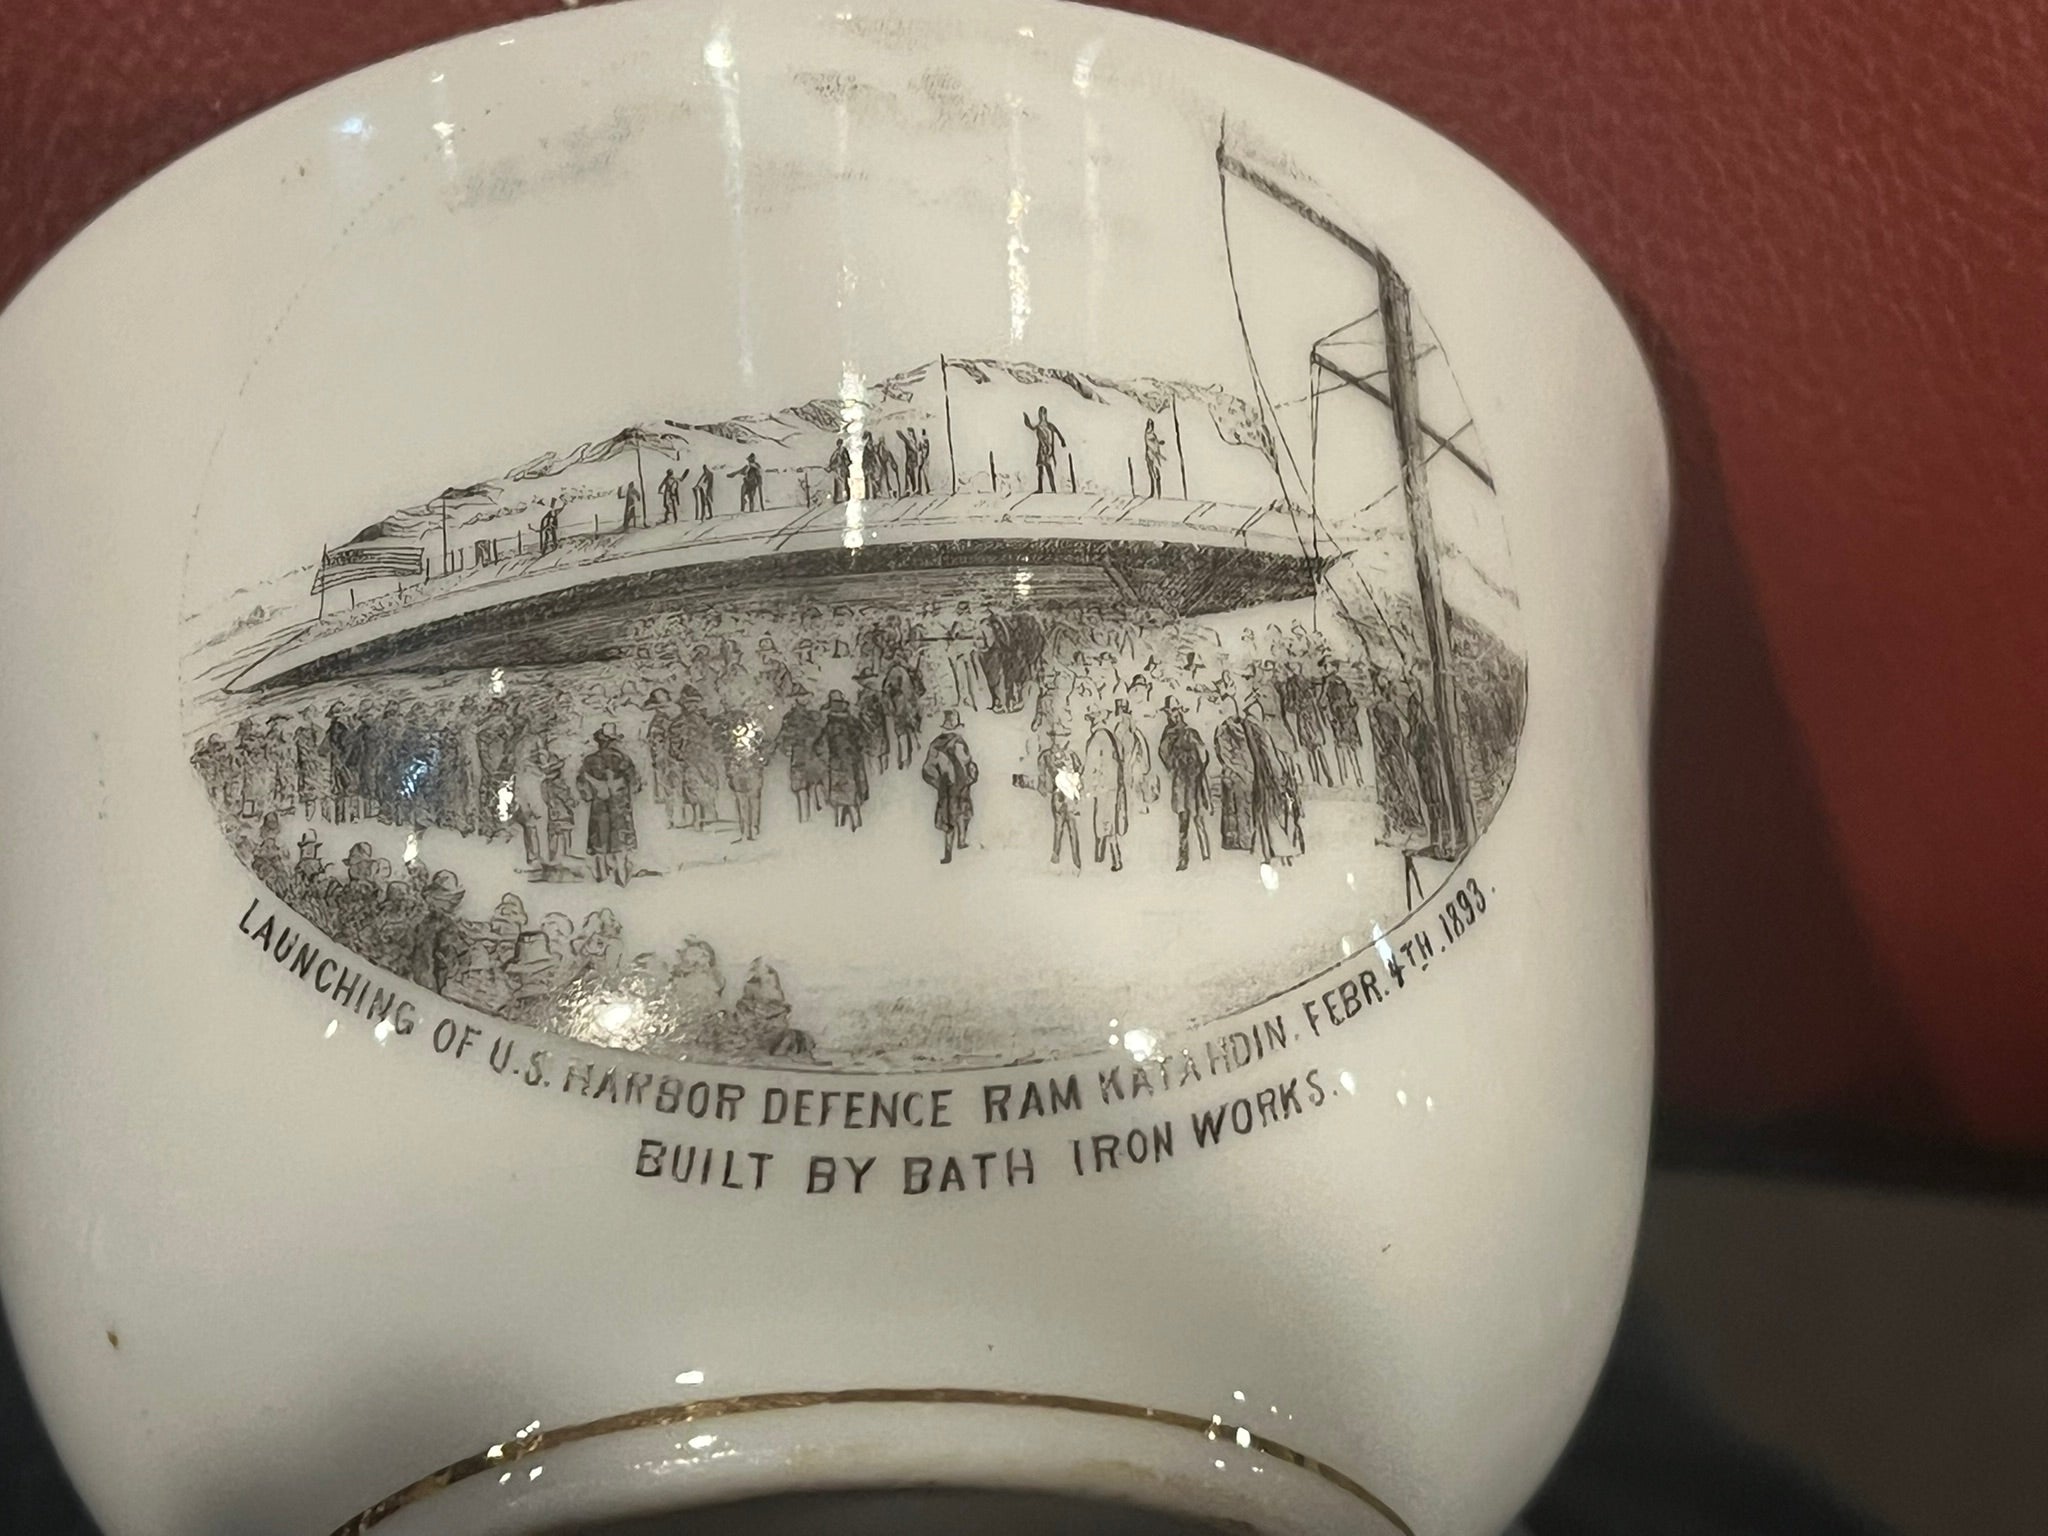 LAUNCHING OF U.S. HARBOR DEFENCE RAM KATAHDIN. FEBR. 4TH. 1893.
BUILT BY BATH IRON WORKS.